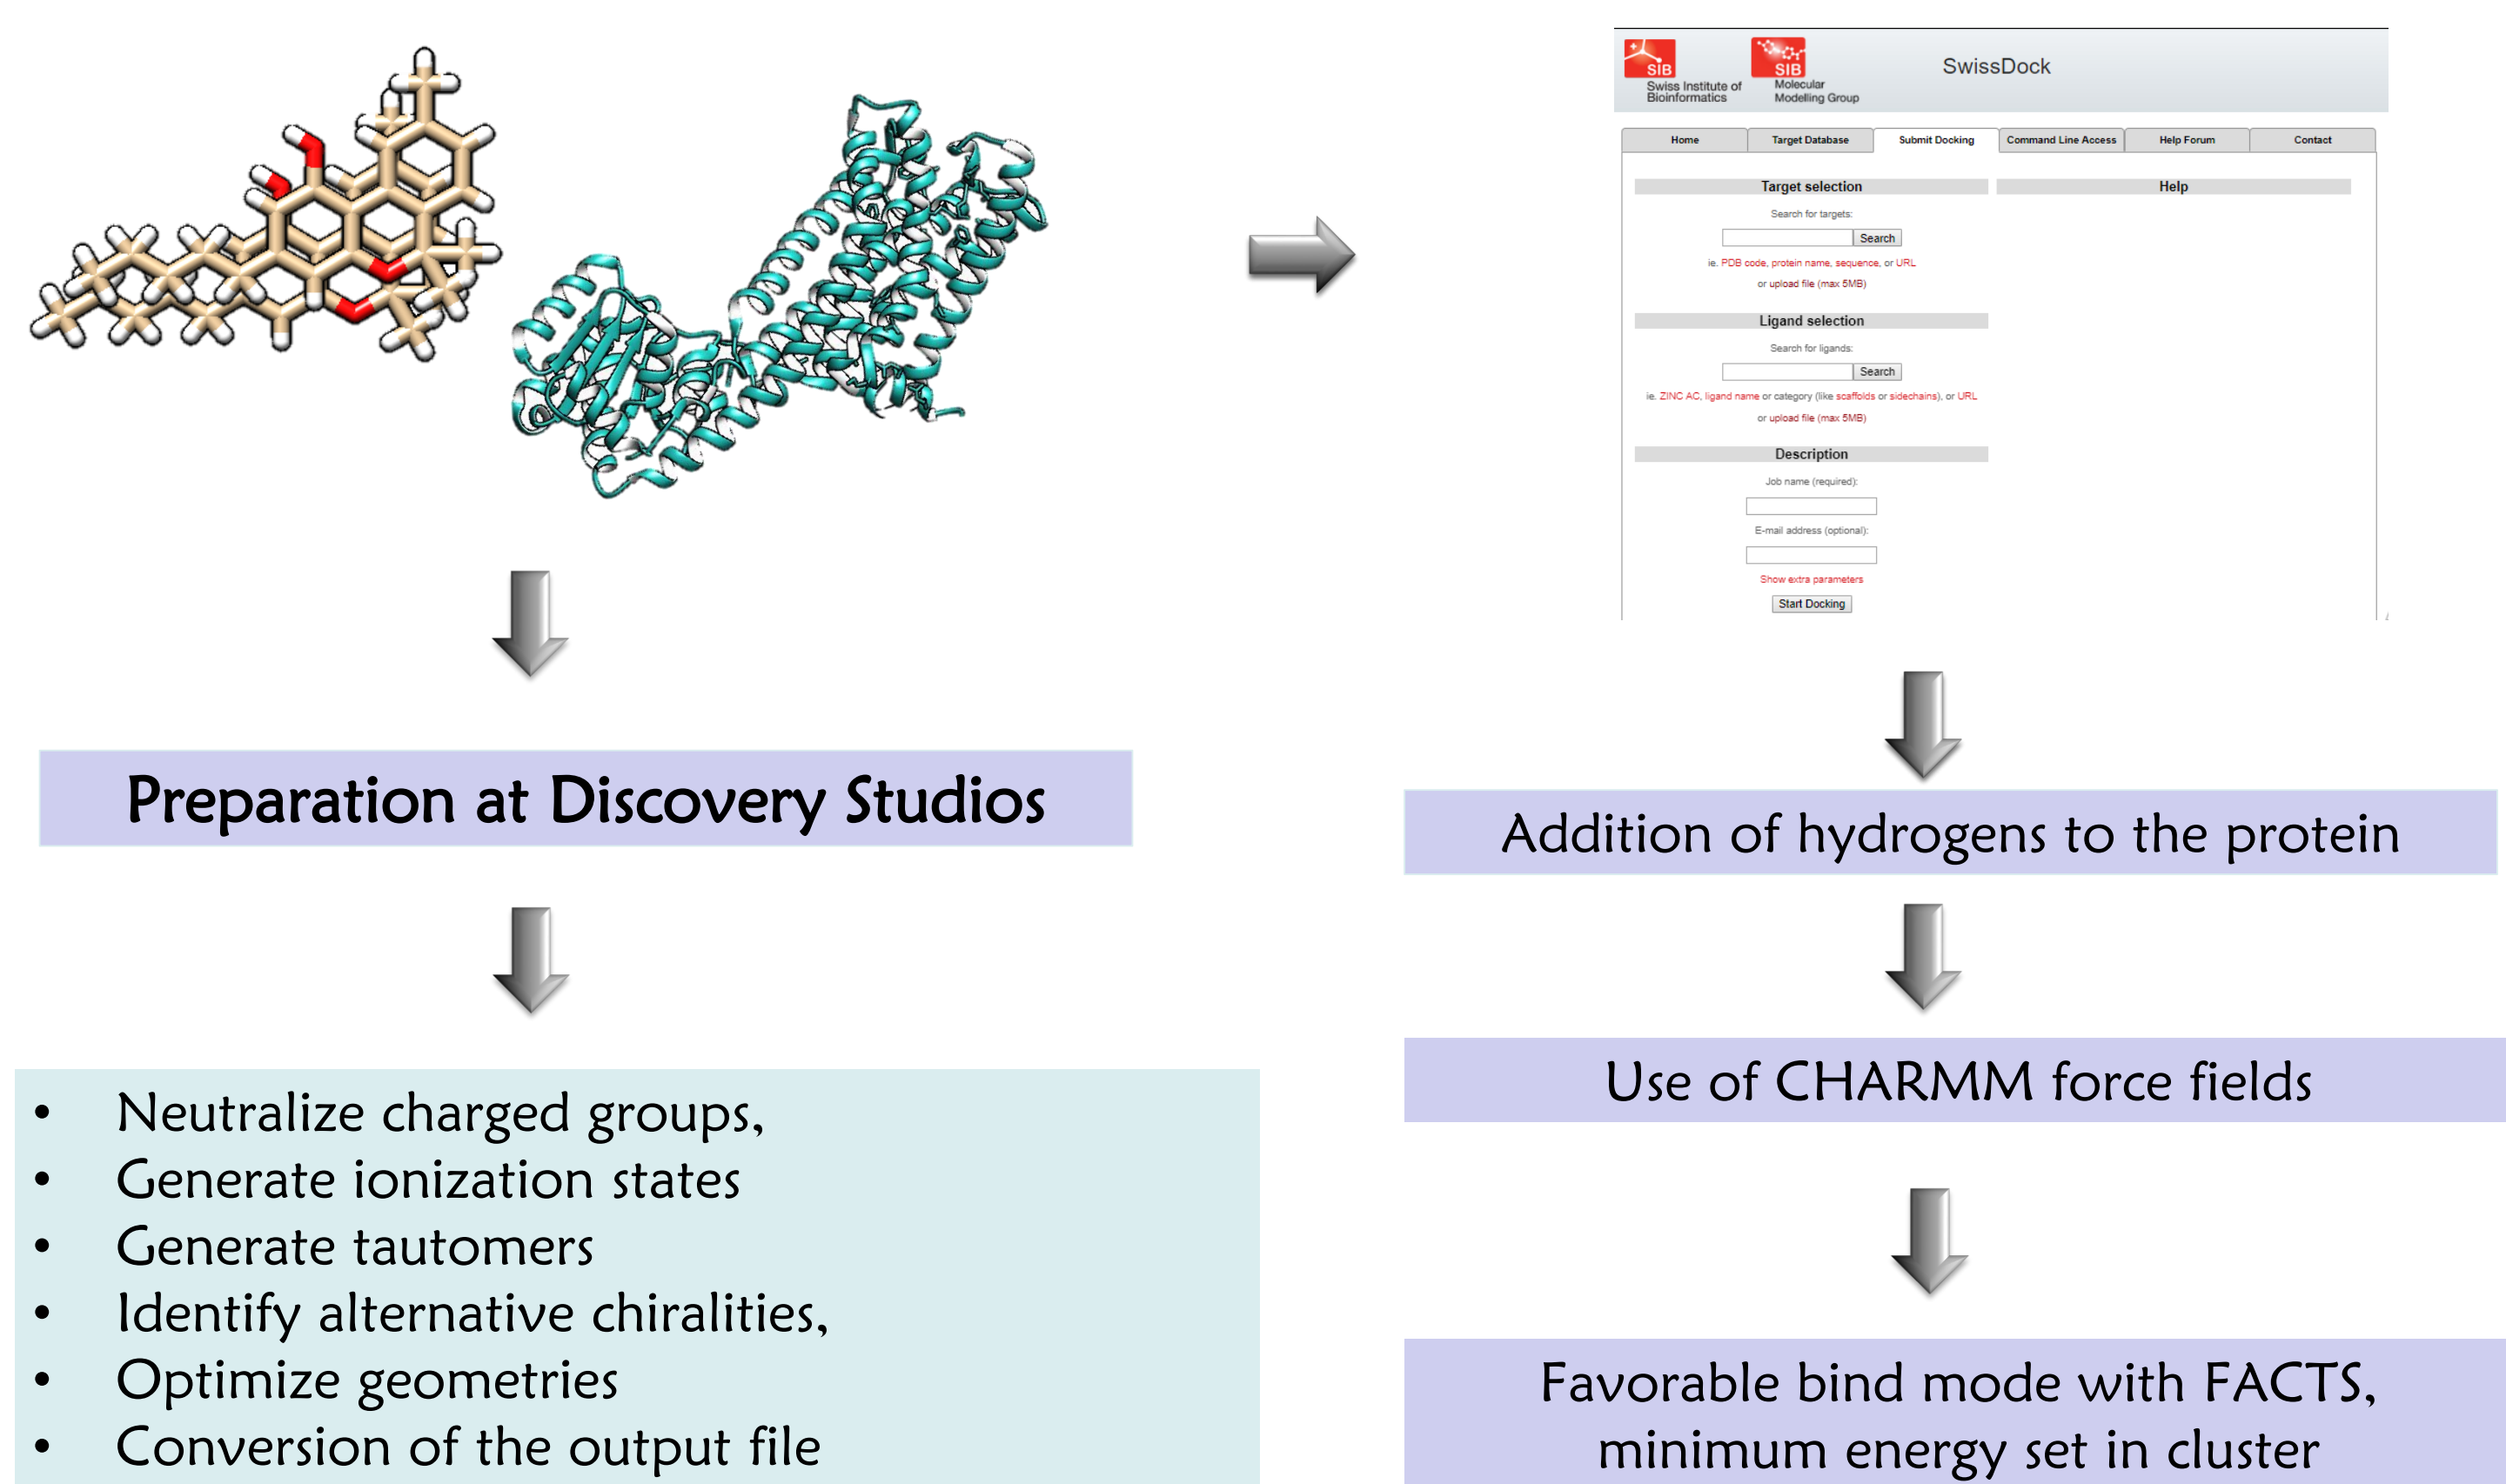 SIB
Swiss Institute of
Bioinformatics
SIB
Molecular
Modelling Group
SwissDock
Home
Target Database
Submit Docking
Command Line Access
Help Forum
Contact
Target selection
Help
Search for targets:
Search
ie. PDB code, protein name, sequence, or URL
or upload file (max 5MB)
Ligand selection
Search for ligands:
Search
ie. ZINC AC, ligand name or category (like scaffolds or sidechains), or URL
or upload file (max 5MB)
Description
Job name (required):
E-mail address (optional):
Show extra parameters
Start Docking
Preparation at Discovery Studios
• Neutralize charged groups,
• Generate ionization states
• Generate tautomers
• Identify alternative chiralities,
• Optimize geometries
• Conversion of the output file
Addition of hydrogens to the protein
Use of CHARMM force fields
Favorable bind mode with FACTS,
minimum energy set in cluster